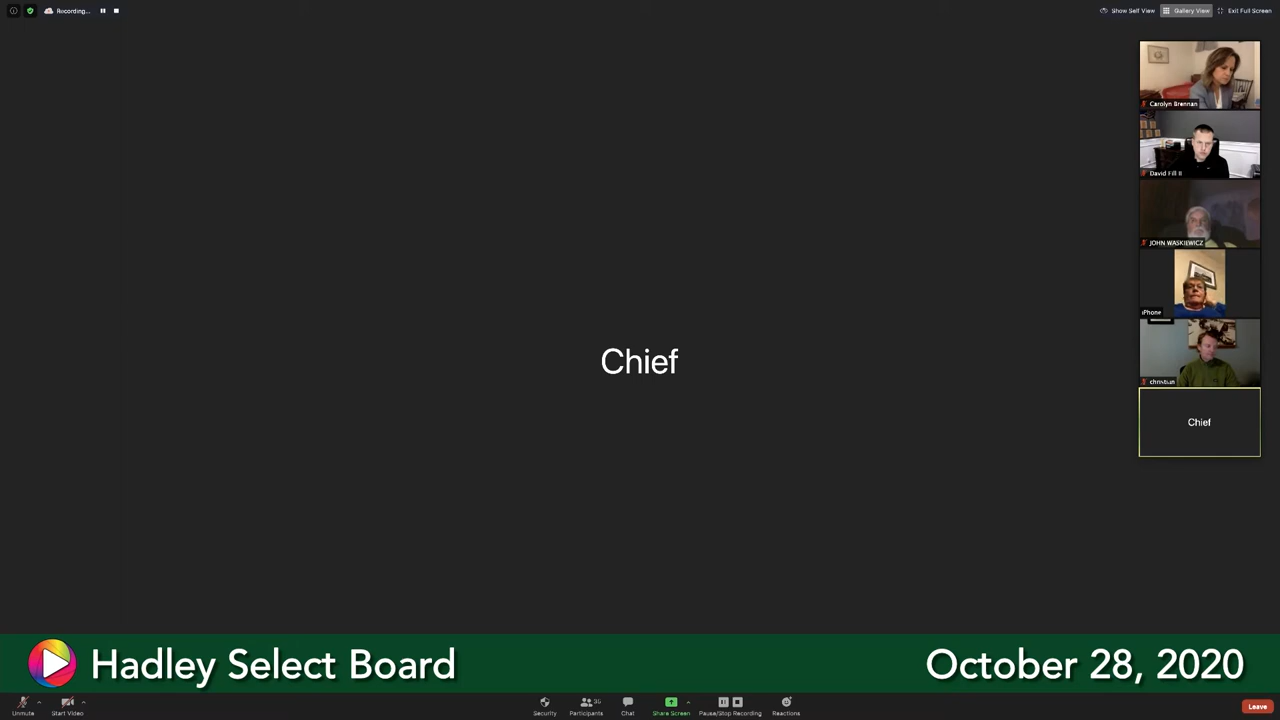 Recording...
Show Self View
Gallery View
Exit Full Screen
Carolyn Brennan
David Fill II
JOHN WASKIEWICZ
iPhone
christian
Chief
Chief
Hadley Select Board
October 28, 2020
Unmute
Start Video
Security
Participants
35
Chat
Share Screen
Pause/Stop Recording
Reactions
Leave